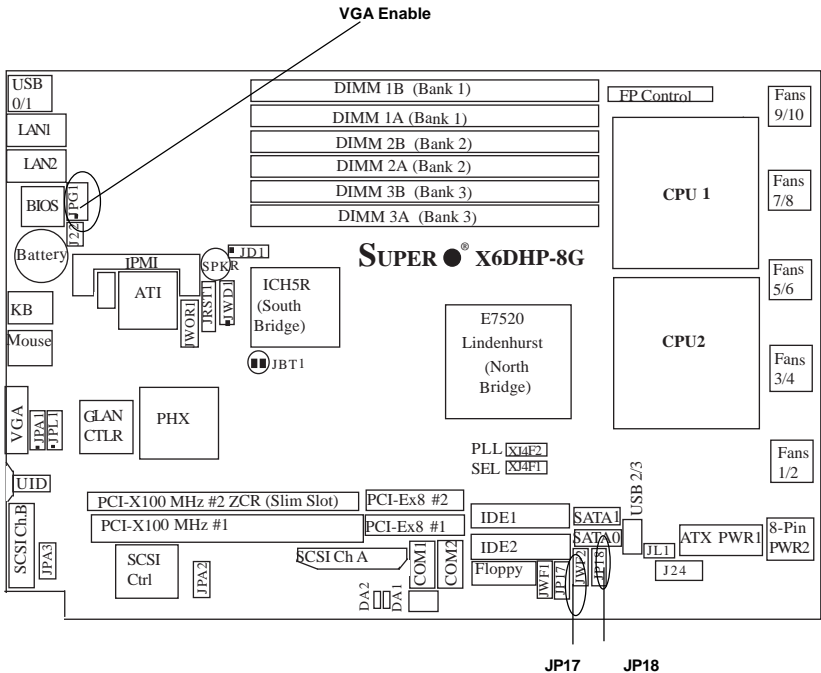 VGA Enable
USB
0/1
LAN1
LAN2
BIOS
JPG1
J22
Battery
DIMM 1B (Bank 1)
DIMM 1A (Bank 1)
DIMM 2B (Bank 2)
DIMM 2A (Bank 2)
DIMM 3B (Bank 3)
DIMM 3A (Bank 3)
FP Control
CPU 1
Fans
9/10
Fans
7/8
Fans
5/6
Fans
3/4
Fans
1/2
SUPER ® X6DHP-8G
IPMI
ATI
SPKR
JD1
JWOR1
JRST1
JWD1
ICH5R
(South
Bridge)
JBT1
E7520
Lindenhurst
(North
Bridge)
CPU2
KB
Mouse
VGA
JPA1
JPL1
GLAN
CTLR
PHX
PLL XJ4F2
SEL XJ4F1
UID
SCSI Ch.B
JPA3
PCI-X100 MHz #2 ZCR (Slim Slot)
PCI-X100 MHz #1
PCI-Ex8 #2
PCI-Ex8 #1
SCSI
Ctrl
JPA2
SCSI Ch A
COM1
COM2
DA2
DA1
IDE1
IDE2
Floppy
JWF1
JP17
JWF2
JP18
SATA1
SATA0
USB 2/3
JL1
J24
ATX PWR1
8-Pin
PWR2
JP17
JP18